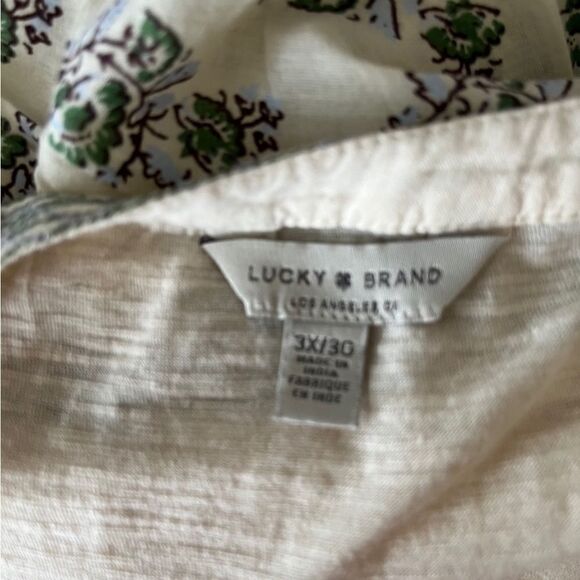 LUCKY BRAND
LOS ANGELES CA
3X/3G
MADE IN
INDIA
FABRIQUE
EN INDE